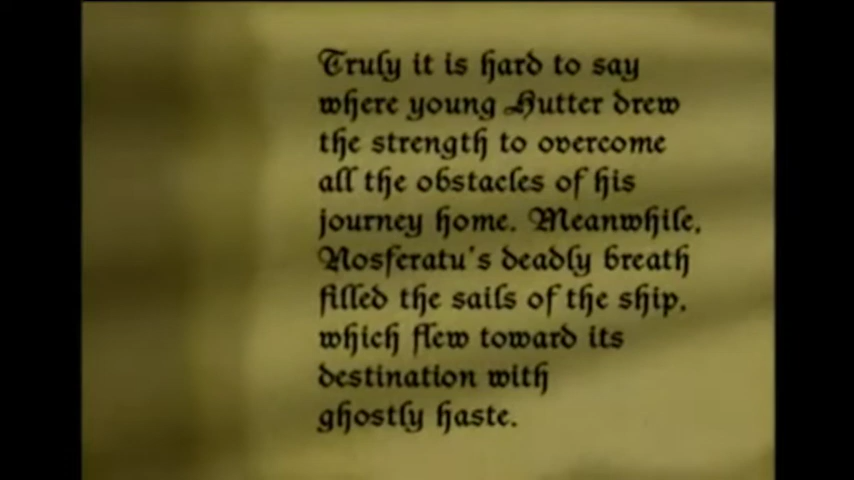 Truly it is hard to say
where young Hutter drew
the strength to overcome
all the obstacles of his
journey home. Meanwhile,
Nosferatu's deadly breath
filled the sails of the ship,
which flew toward its
destination with
ghostly haste.